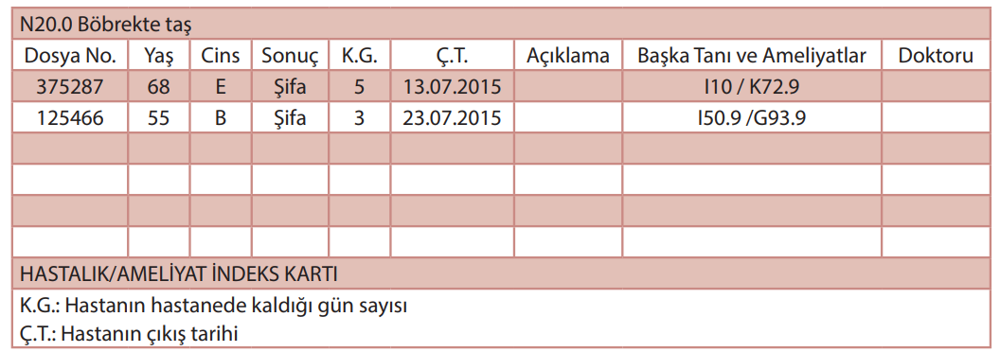 N20.0 Böbrekte taş
Dosya No. Yaş Cins Sonuç K.G. Ç.T. Açıklama Başka Tanı ve Ameliyatlar Doktoru
375287 68 E Şifa 5 13.07.2015 I10 / K72.9
125466 55 B Şifa 3 23.07.2015 I50.9 /G93.9
HASTALIK/AMELİYAT İNDEKS KARTI
K.G.: Hastanın hastanede kaldığı gün sayısı
Ç.T.: Hastanın çıkış tarihi